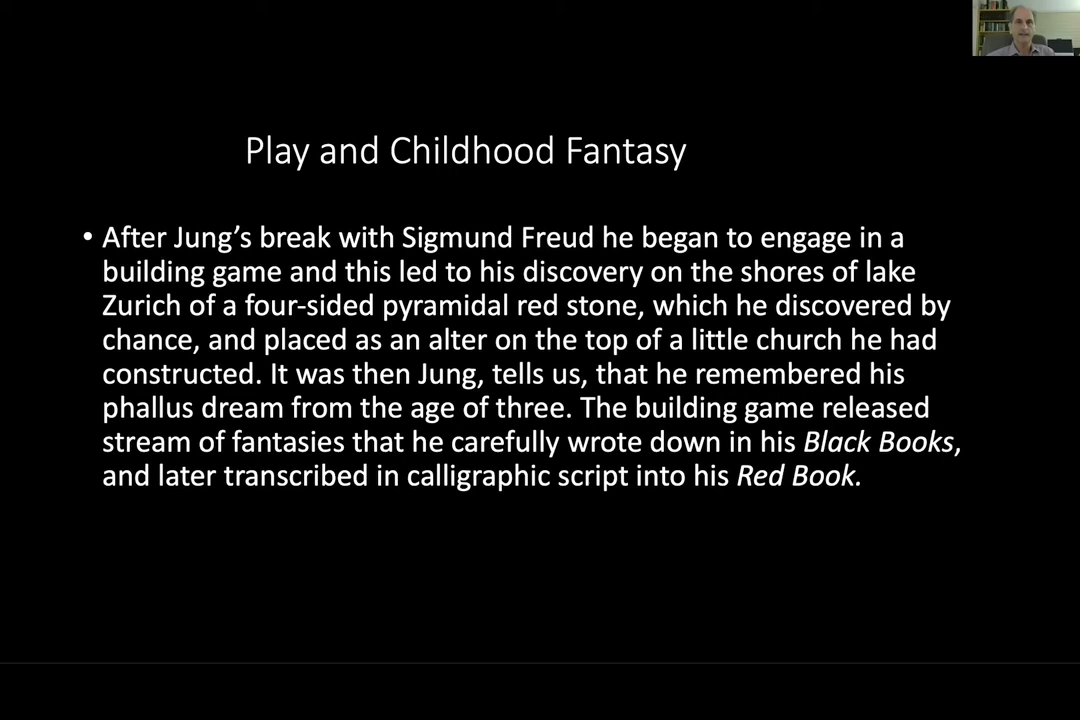 Play and Childhood Fantasy
• After Jung’s break with Sigmund Freud he began to engage in a
building game and this led to his discovery on the shores of lake
Zurich of a four-sided pyramidal red stone, which he discovered by
chance, and placed as an alter on the top of a little church he had
constructed. It was then Jung, tells us, that he remembered his
phallus dream from the age of three. The building game released
stream of fantasies that he carefully wrote down in his Black Books,
and later transcribed in calligraphic script into his Red Book.